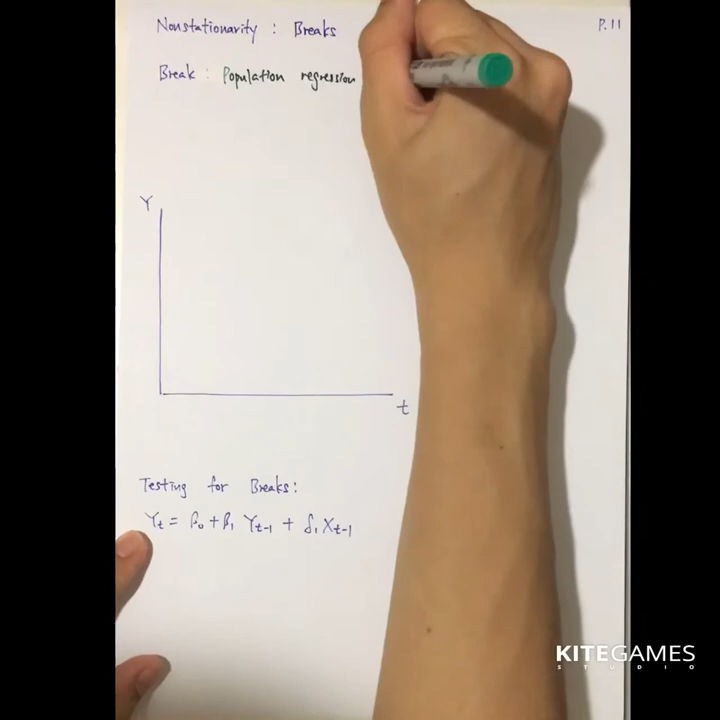 Nonstationarity : Breaks
P.11
Break : Population regression
Y
t
Testing for Breaks:
Yt = β0 + β1 Yt-1 + δ1 Xt-1
KITEGAMES
STUDIO